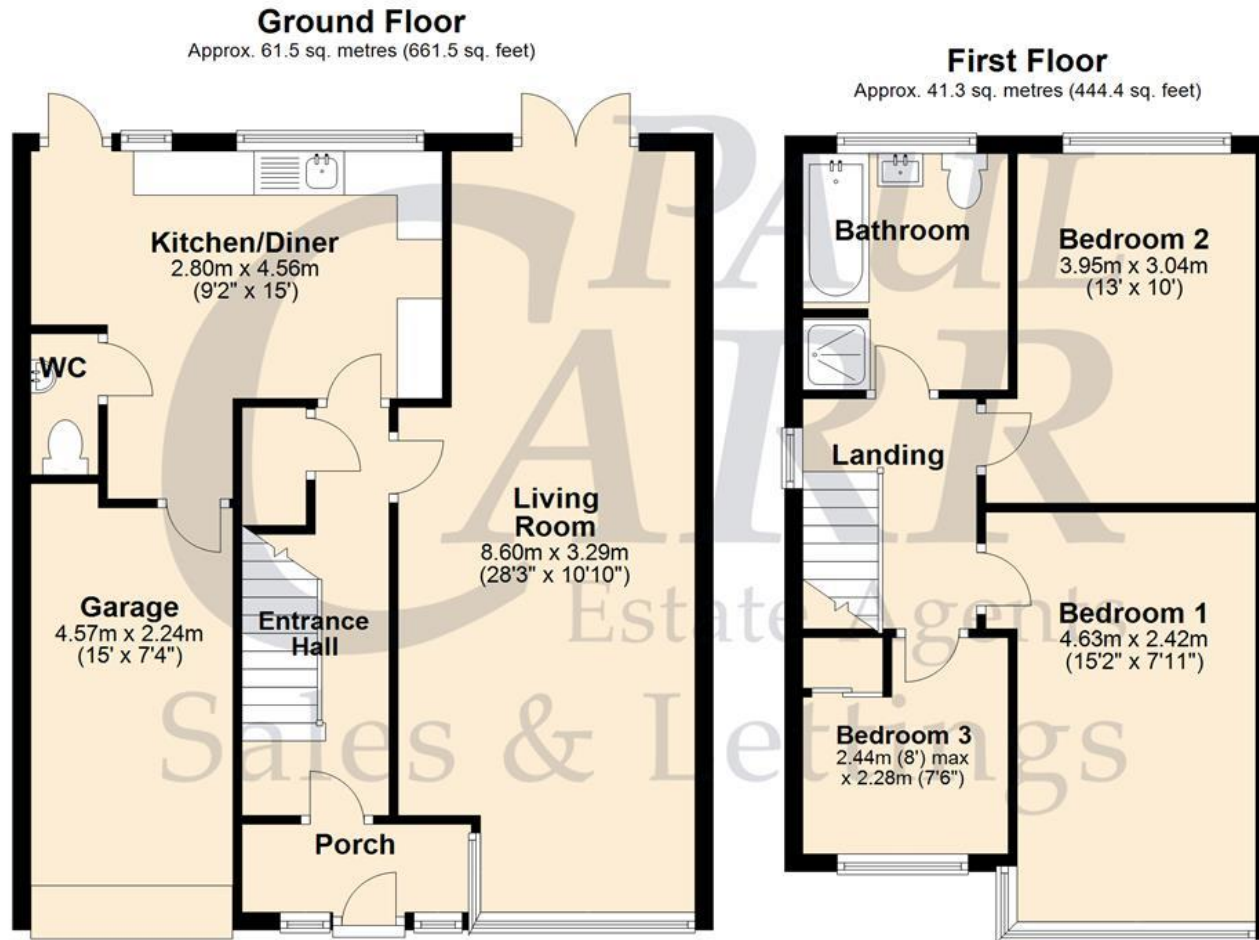 Ground Floor
Approx. 61.5 sq. metres (661.5 sq. feet)
First Floor
Approx. 41.3 sq. metres (444.4 sq. feet)
Kitchen/Diner
2.80m x 4.56m
(9'2" x 15')
WC
Living
Room
8.60m x 3.29m
(28'3" x 10'10")
Garage
4.57m x 2.24m
(15' x 7'4")
Entrance
Hall
Porch
Bathroom
Bedroom 2
3.95m x 3.04m
(13' x 10')
Landing
Bedroom 1
4.63m x 2.42m
(15'2" x 7'11")
Bedroom 3
2.44m (8') max
x 2.28m (7'6")
PAUL
CARR
Estate Agents
Sales & Lettings